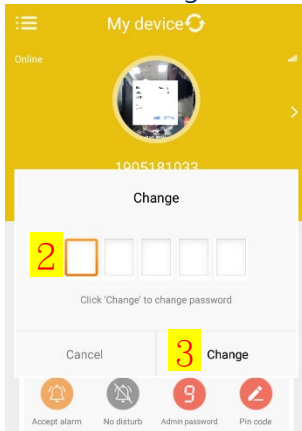 My device
Online
1905181033
Change
2
Click 'Change' to change password
Cancel
3 Change
Accept alarm No disturb Admin password Pin code